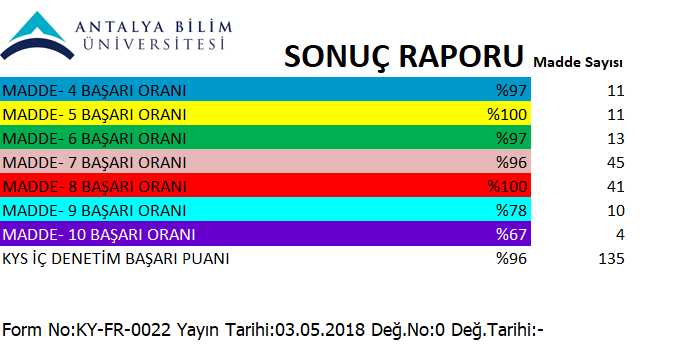 ANTALYA BİLİM
ÜNİVERSİTESİ
SONUÇ RAPORU Madde Sayısı
MADDE- 4 BAŞARI ORANI %97 11
MADDE- 5 BAŞARI ORANI %100 11
MADDE- 6 BAŞARI ORANI %97 13
MADDE- 7 BAŞARI ORANI %96 45
MADDE- 8 BAŞARI ORANI %100 41
MADDE- 9 BAŞARI ORANI %78 10
MADDE- 10 BAŞARI ORANI %67 4
KYS İÇ DENETİM BAŞARI PUANI %96 135
Form No:KY-FR-0022 Yayın Tarihi:03.05.2018 Değ.No:0 Değ.Tarihi:-